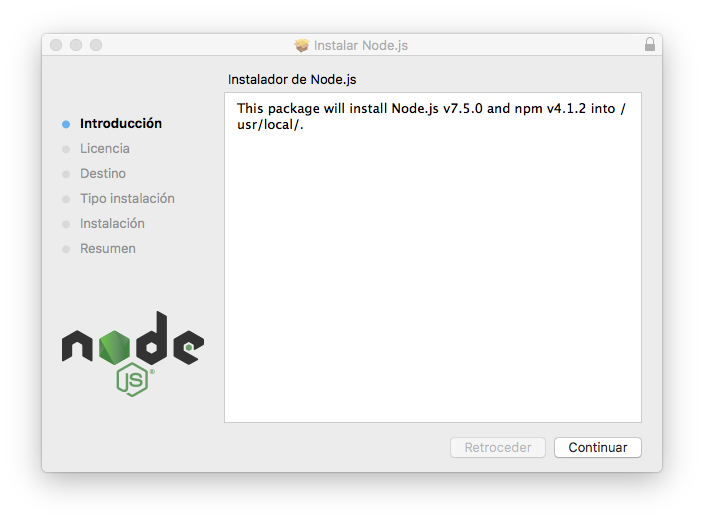 Instalar Node.js
Instalador de Node.js
This package will install Node.js v7.5.0 and npm v4.1.2 into /
usr/local/.
Introducción
Licencia
Destino
Tipo instalación
Instalación
Resumen
node
JS®
Retroceder
Continuar